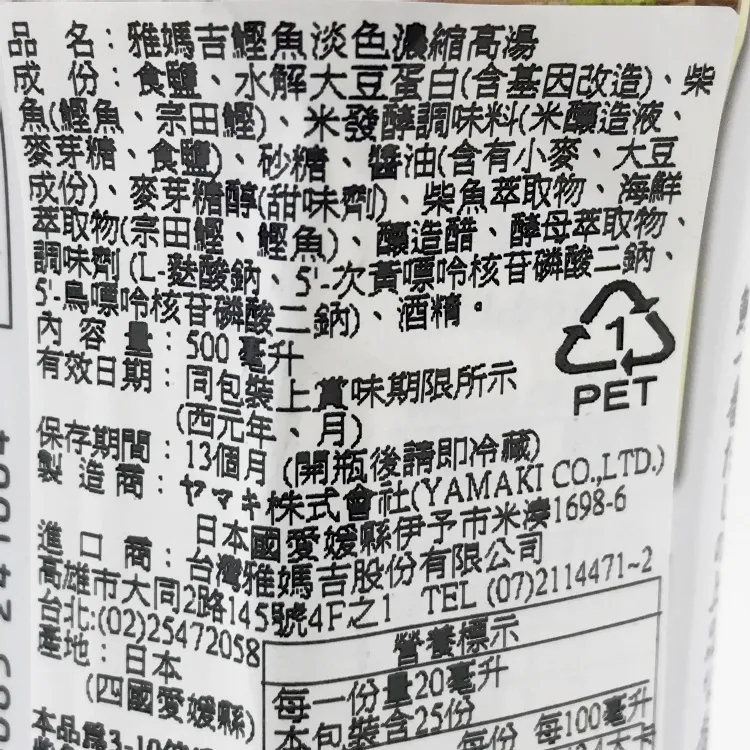 品 名：雅媽吉鰹魚淡色濃縮高湯
成 份：食鹽、水解大豆蛋白(含基因改造)、柴
魚(鰹魚、宗田鰹)、米發酵調味料(米釀造液、
麥芽糖、食鹽)、砂糖、醬油(含有小麥、大豆
成份)、麥芽糖醇(甜味劑)、柴魚萃取物、海鮮
萃取物(宗田鰹、鰹魚)、釀造醋、酵母萃取物、
調味劑 (L-麩酸鈉、5'-次黃嘌呤核苷磷酸二鈉、
5'-鳥嘌呤核苷磷酸二鈉)、酒精。
內 容 量：500 毫升
有效日期：同包裝上賞味期限所示
(西元年、月)
1
PET
保存期間：13個月 (開瓶後請即冷藏)
製 造 商：ヤマキ株式會社(YAMAKI CO.,LTD.)
日本國愛媛縣伊予市米湊1698-6
進 口 商：台灣雅媽吉股份有限公司
高雄市大同2路145號4F之1 TEL (07)2114471~2
台北:(02)25472058
產地：日本
(四國愛媛縣)
營養標示
每一份量20毫升
本包裝含25份
每份 每100毫升
本品為3-10倍